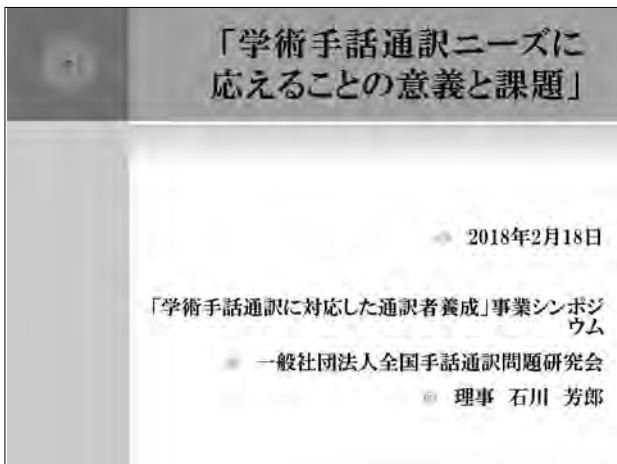 「学術手話通訳ニーズに
応えることの意義と課題」
2018年2月18日
「学術手話通訳に対応した通訳者養成」事業シンポジ
ウム
一般社団法人全国手話通訳問題研究会
理事 石川 芳郎